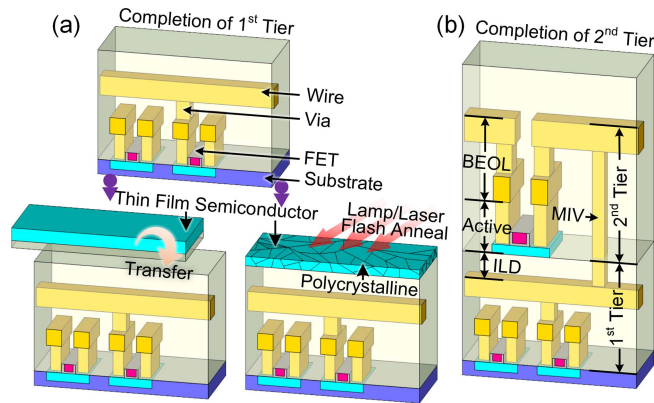 (a)
Completion of 1st Tier
Wire
Via
FET
Substrate
Thin Film Semiconductor
Transfer
Lamp/Laser
Flash Anneal
Polycrystalline
(b)
Completion of 2nd Tier
BEOL
Active
ILD
MIV
2nd Tier
1st Tier